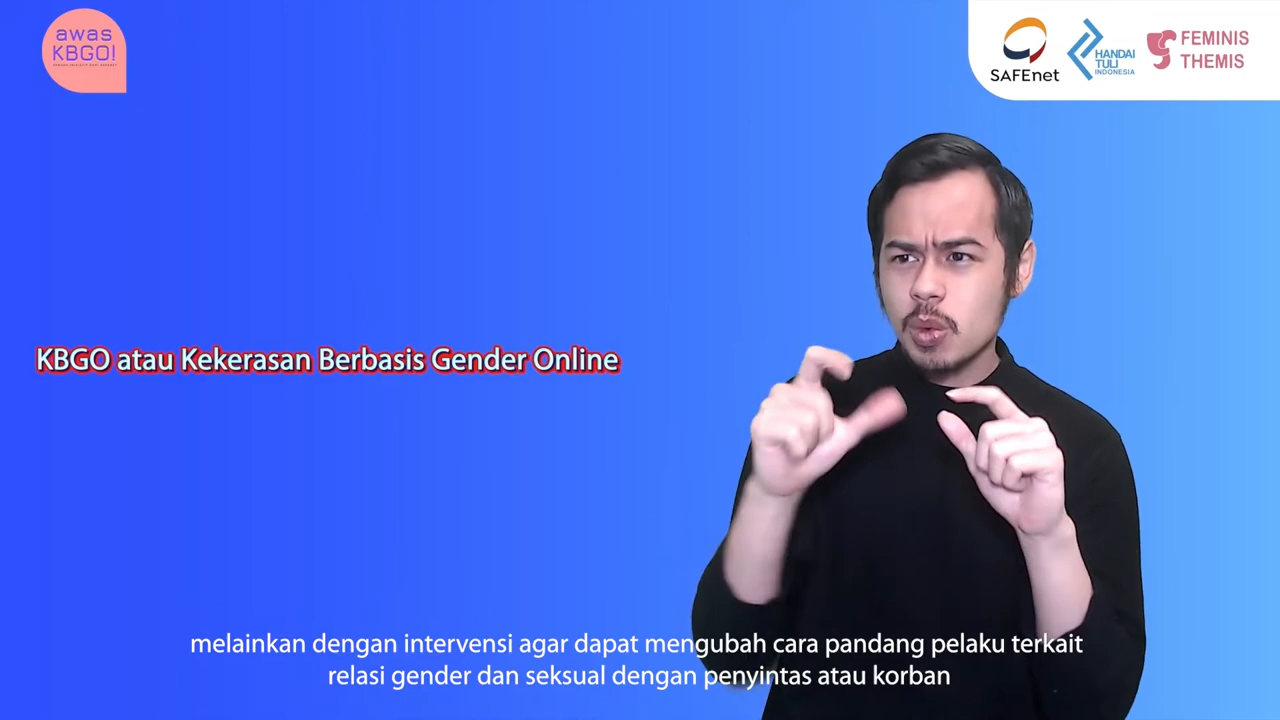 awas
KBGO!
SAFEnet
HANDAI
TULI
INDONESIA
FEMINIS
THEMIS
KBGO atau Kekerasan Berbasis Gender Online
melainkan dengan intervensi agar dapat mengubah cara pandang pelaku terkait
relasi gender dan seksual dengan penyintas atau korban